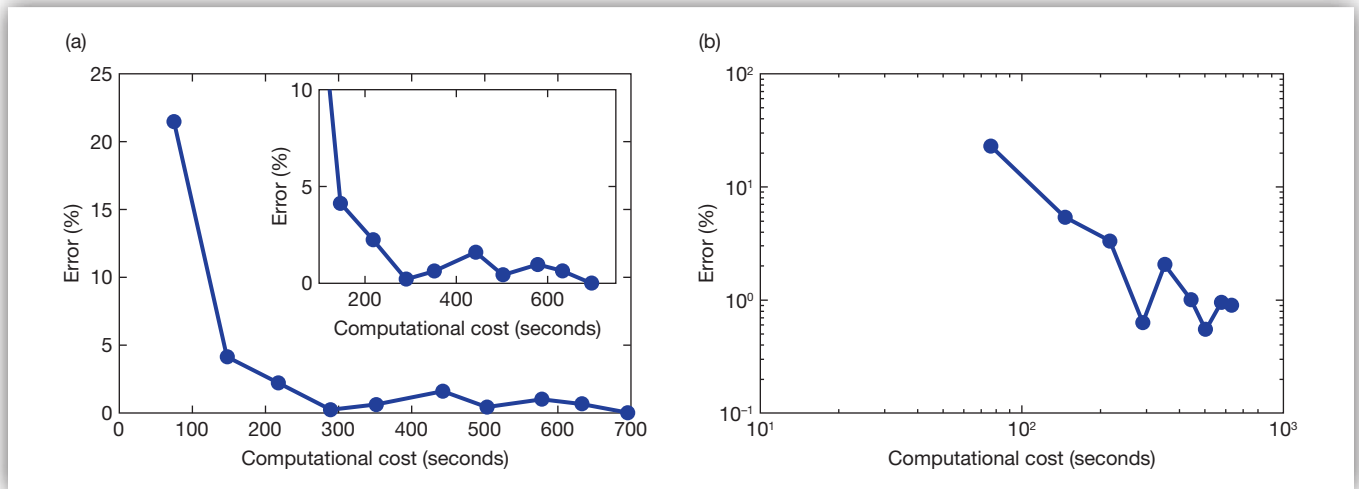 (a)
25
20
15
10
5
0
Error (%)
0 100 200 300 400 500 600 700
Computational cost (seconds)
10
5
0
Error (%)
200 400 600
Computational cost (seconds)
(b)
10²
10¹
10⁰
10⁻¹
Error (%)
10¹ 10² 10³
Computational cost (seconds)